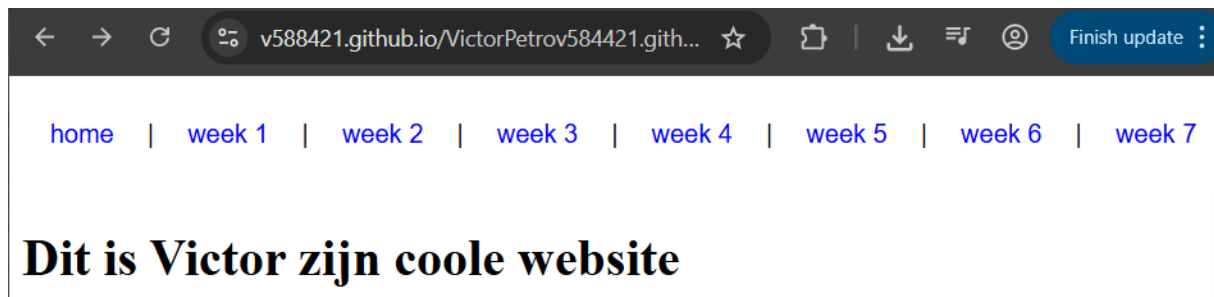 v588421.github.io/VictorPetrov584421.gith... Finish update
home | week 1 | week 2 | week 3 | week 4 | week 5 | week 6 | week 7
Dit is Victor zijn coole website